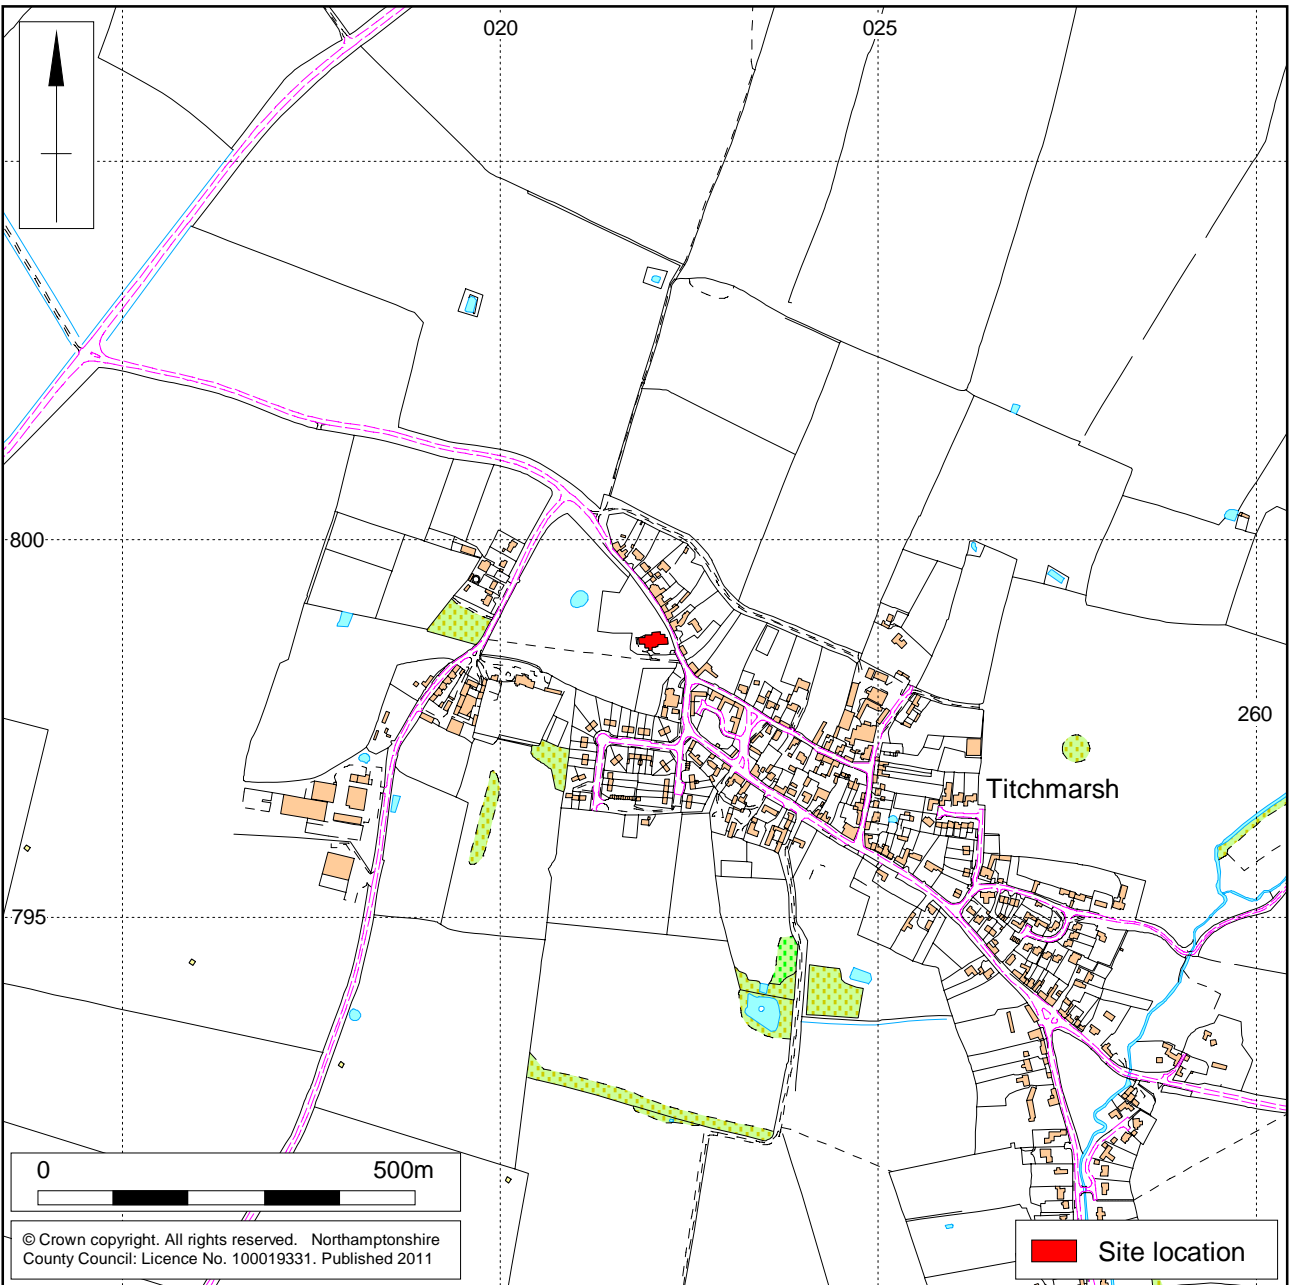 020
025
800
260
Titchmarsh
795
0
500m
© Crown copyright. All rights reserved. Northamptonshire
County Council: Licence No. 100019331. Published 2011
Site location